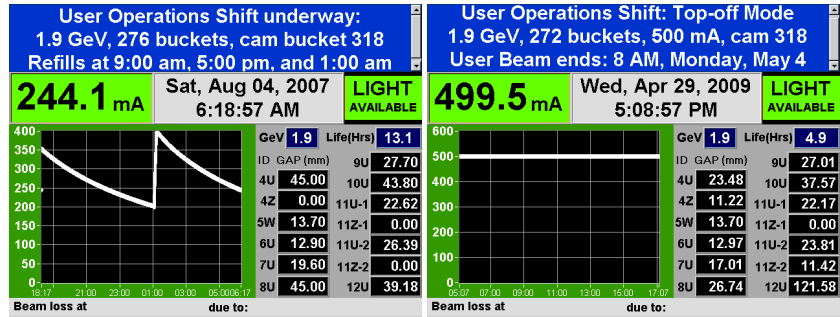 User Operations Shift underway:
1.9 GeV, 276 buckets, cam bucket 318
Refills at 9:00 am, 5:00 pm, and 1:00 am
244.1 mA
Sat, Aug 04, 2007
6:18:57 AM
LIGHT
AVAILABLE
400
350
300
250
200
150
100
50
0
18:17 21:00 23:00 01:00 03:00 05:00 06:17
GeV 1.9 Life(Hrs) 13.1
ID GAP (mm) 9U 27.70
4U 45.00 10U 43.80
4Z 0.00 11U-1 22.62
5W 13.70 11Z-1 0.00
6U 12.90 11U-2 26.39
7U 19.60 11Z-2 0.00
8U 45.00 12U 39.18
Beam loss at due to:
User Operations Shift: Top-off Mode
1.9 GeV, 272 buckets, 500 mA, cam 318
User Beam ends: 8 AM, Monday, May 4
499.5 mA
Wed, Apr 29, 2009
5:08:57 PM
LIGHT
AVAILABLE
600
500
400
300
200
100
0
05:07 07:00 09:00 11:00 13:00 15:00 17:07
GeV 1.9 Life(Hrs) 4.9
ID GAP (mm) 9U 27.01
4U 23.48 10U 37.57
4Z 11.22 11U-1 22.17
5W 13.70 11Z-1 0.00
6U 12.97 11U-2 23.81
7U 17.01 11Z-2 11.42
8U 26.74 12U 121.58
Beam loss at due to: